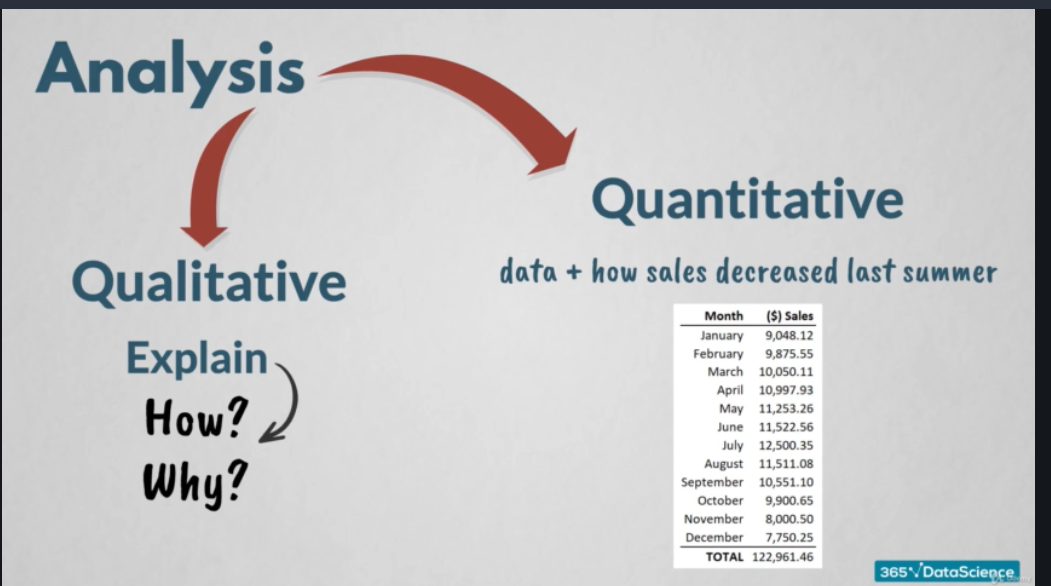 Analysis
Qualitative
Explain
How?
Why?
Quantitative
data + how sales decreased last summer
Month ($) Sales
January 9,048.12
February 9,875.55
March 10,050.11
April 10,997.93
May 11,253.26
June 11,522.56
July 12,500.35
August 11,511.08
September 10,551.10
October 9,900.65
November 8,000.50
December 7,750.25
TOTAL 122,961.46
365√DataScience